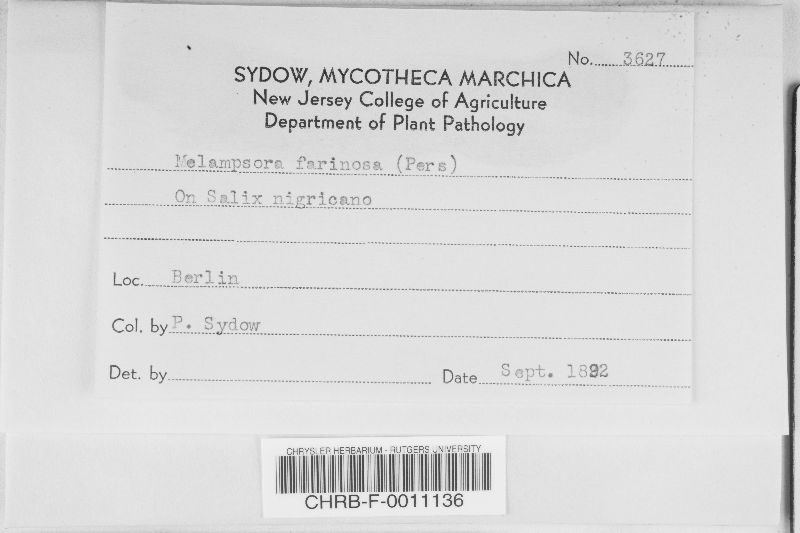 No. 3627
SYDOW, MYCOTHECA MARCHICA
New Jersey College of Agriculture
Department of Plant Pathology
Melampsora farinosa (Pers)
On Salix nigricano
Loc. Berlin
Col. by P. Sydow
Det. by
Date Sept. 1892
CHRYSLER HERBARIUM - RUTGERS UNIVERSITY
CHRB-F-0011136